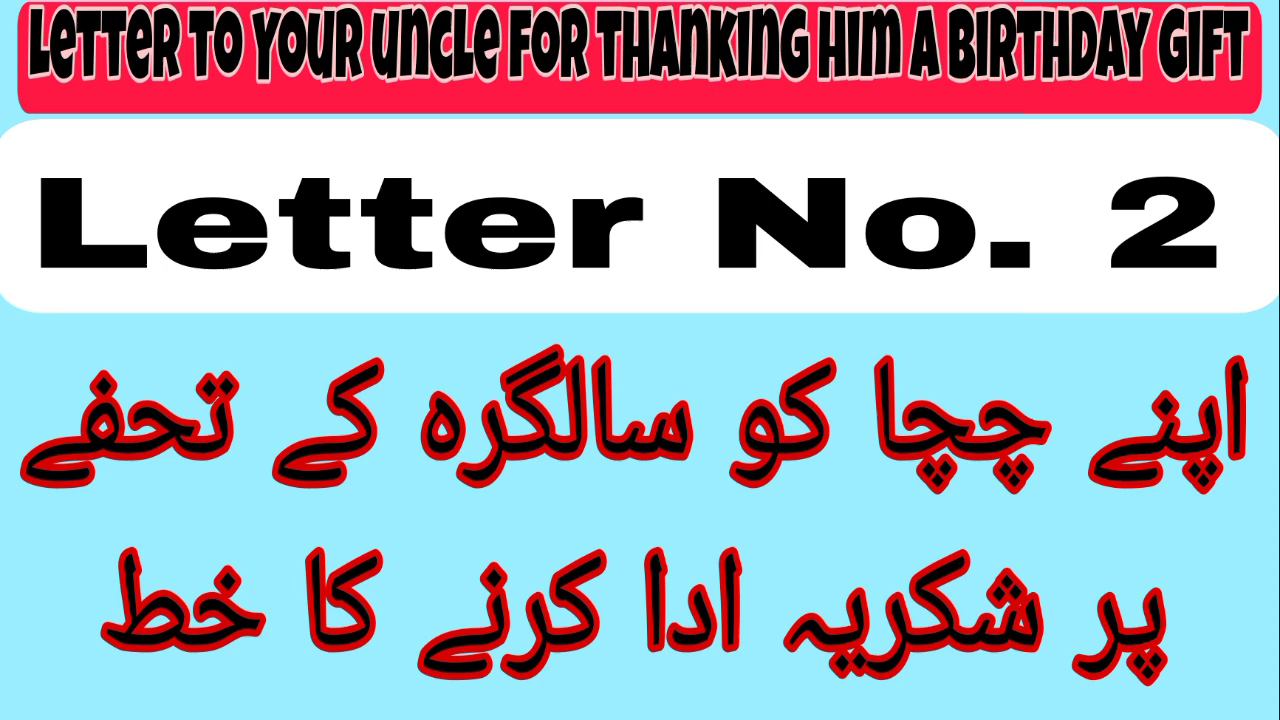 LETTER TO YOUR UNCLE FOR THANKING HIM A BIRTHDAY GIFT
Letter No. 2
اپنے چچا کو سالگرہ کے تحفے
پر شکریہ ادا کرنے کا خط